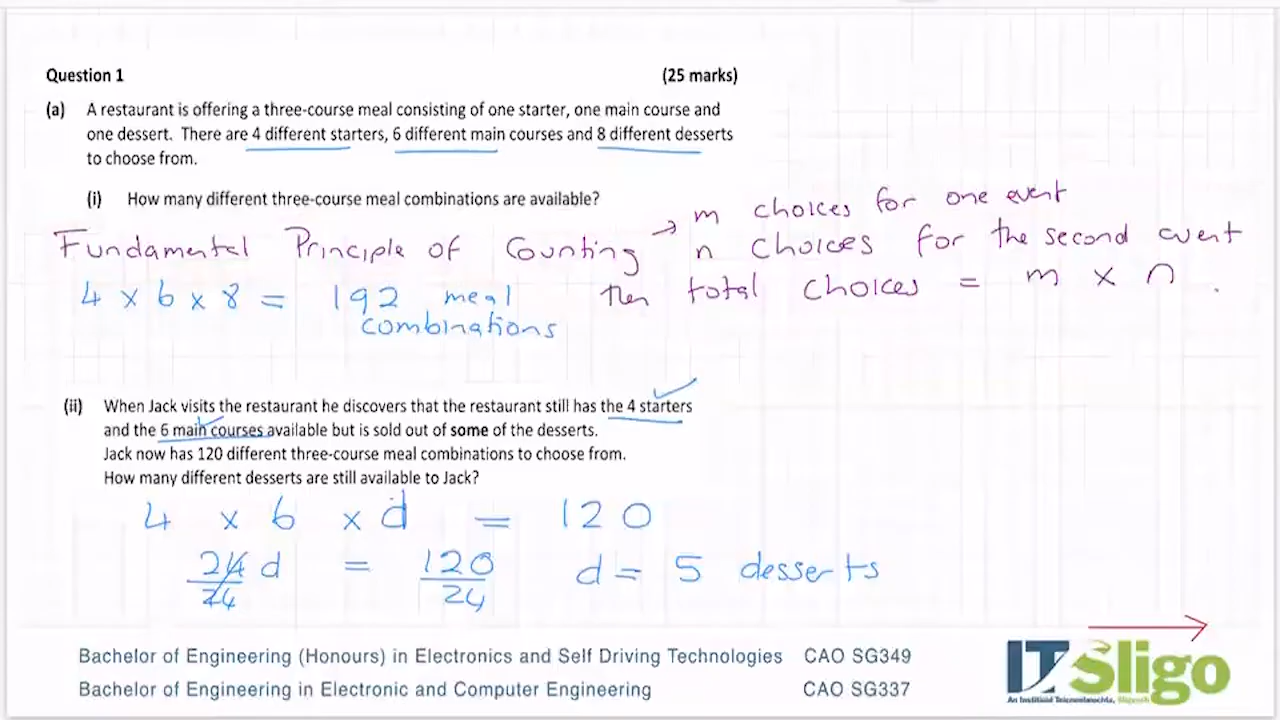 Question 1 (25 marks)
(a) A restaurant is offering a three-course meal consisting of one starter, one main course and
one dessert. There are 4 different starters, 6 different main courses and 8 different desserts
to choose from.
(i) How many different three-course meal combinations are available?
Fundamental Principle of Counting → m choices for one event
n choices for the second event
then total choices = m × n .
4 × 6 × 8 = 192 meal
combinations
(ii) When Jack visits the restaurant he discovers that the restaurant still has the 4 starters
and the 6 main courses available but is sold out of some of the desserts.
Jack now has 120 different three-course meal combinations to choose from.
How many different desserts are still available to Jack?
4 × 6 × d = 120
24 d = 120 d = 5 desserts
24 24
Bachelor of Engineering (Honours) in Electronics and Self Driving Technologies CAO SG349
Bachelor of Engineering in Electronic and Computer Engineering CAO SG337
IT Sligo
An Institiúid Teicneolaíochta, Sligeach